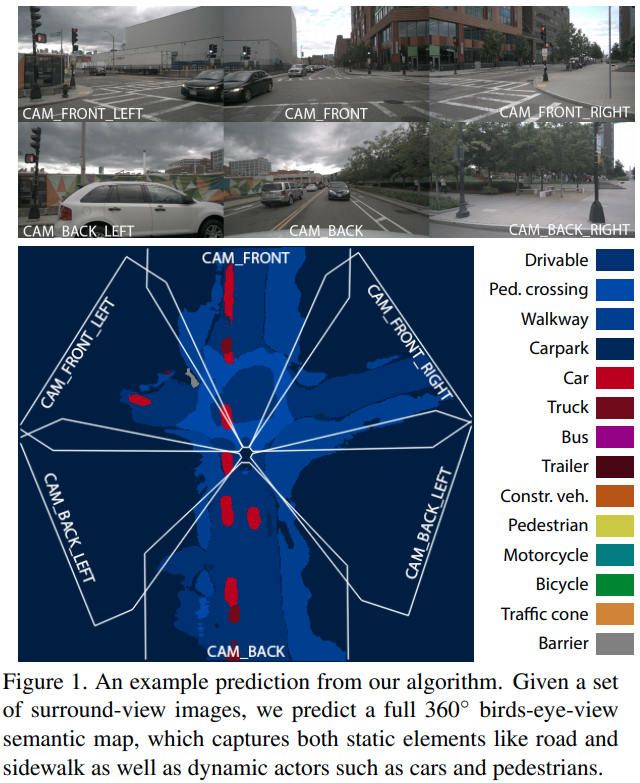 CAM_FRONT_LEFT
CAM_FRONT
CAM_FRONT_RIGHT
CAM_BACK_LEFT
CAM_BACK
CAM_BACK_RIGHT
CAM_FRONT
CAM_FRONT_LEFT
CAM_FRONT_RIGHT
CAM_BACK_LEFT
CAM_BACK_LEFT
CAM_BACK
Drivable
Ped. crossing
Walkway
Carpark
Car
Truck
Bus
Trailer
Constr. veh.
Pedestrian
Motorcycle
Bicycle
Traffic cone
Barrier
Figure 1. An example prediction from our algorithm. Given a set
of surround-view images, we predict a full 360° birds-eye-view
semantic map, which captures both static elements like road and
sidewalk as well as dynamic actors such as cars and pedestrians.